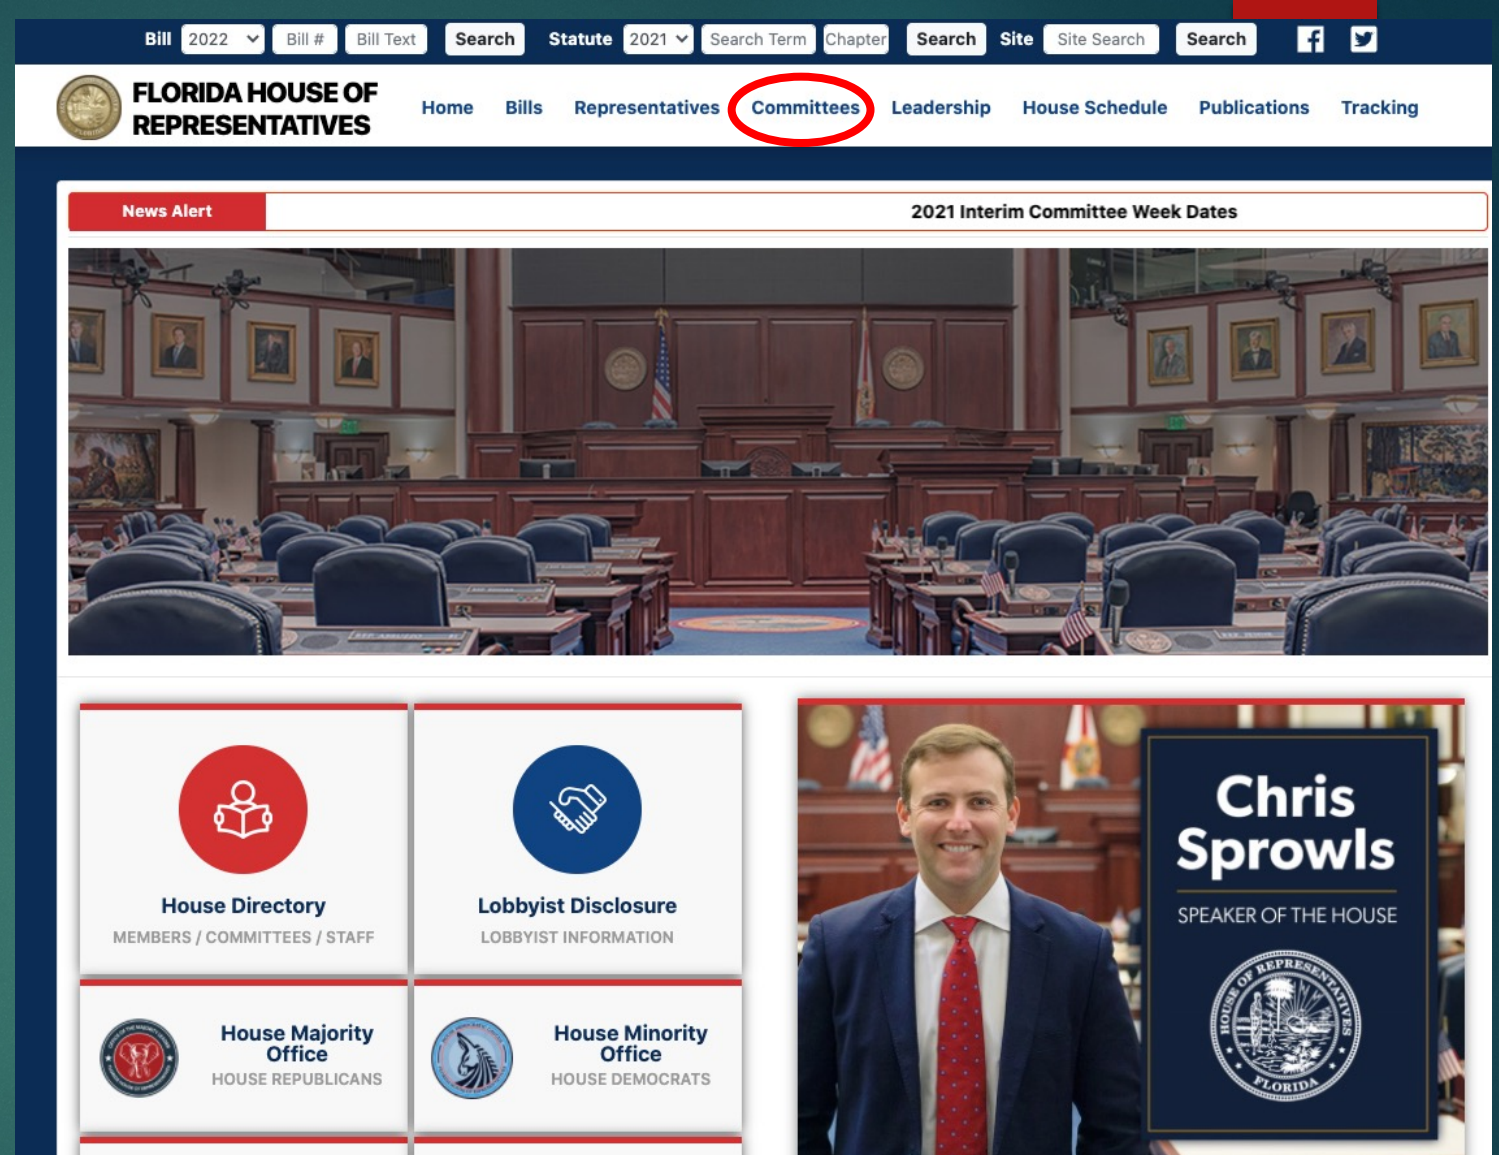 Bill 2022 Bill # Bill Text Search Statute 2021 Search Term Chapter Search Site Site Search Search
FLORIDA HOUSE OF
REPRESENTATIVES
Home Bills Representatives Committees Leadership House Schedule Publications Tracking
News Alert 2021 Interim Committee Week Dates
House Directory
MEMBERS / COMMITTEES / STAFF
Lobbyist Disclosure
LOBBYIST INFORMATION
House Majority
Office
HOUSE REPUBLICANS
House Minority
Office
HOUSE DEMOCRATS
Chris
Sprowls
SPEAKER OF THE HOUSE
HOUSE OF REPRESENTATIVES
FLORIDA